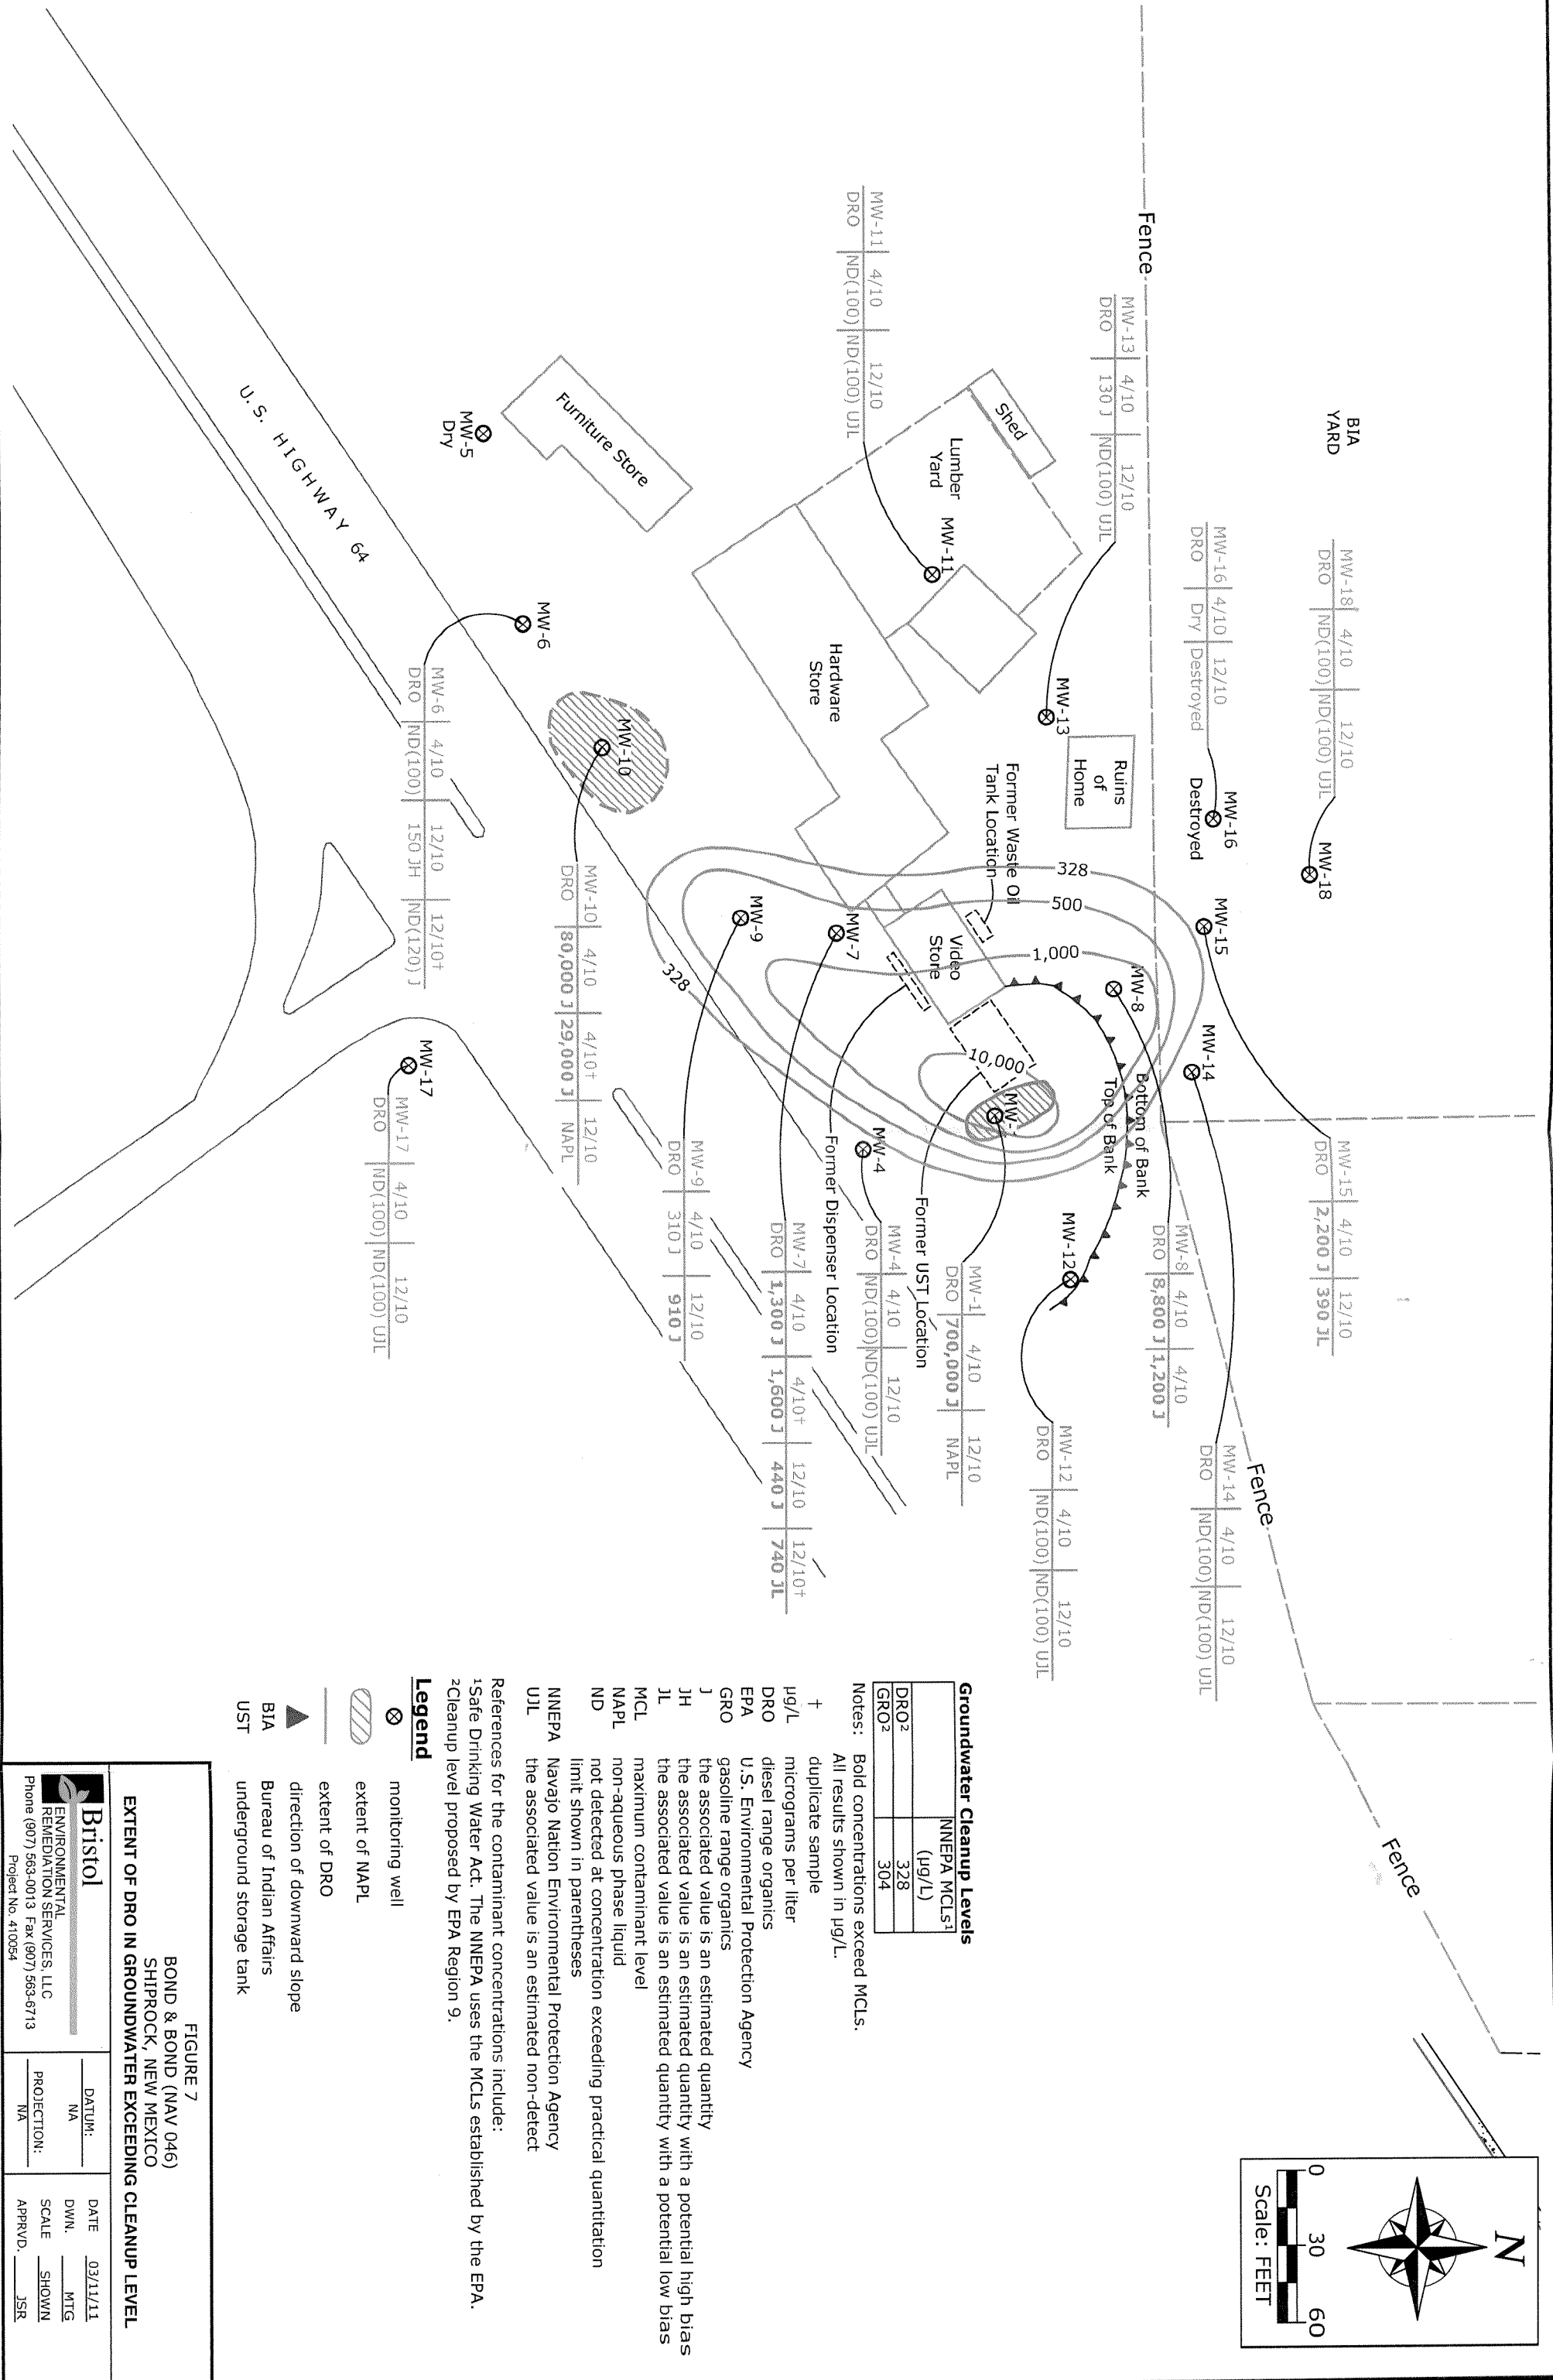 BIA
YARD
MW-18 4/10 12/10
DRO ND(100) ND(100) UJL
MW-18
MW-16 4/10 12/10
DRO Dry Destroyed
MW-16
Destroyed
MW-15
MW-15 4/10 12/10
DRO 2,200 J 390 JL
MW-14
MW-14 4/10 12/10
DRO ND(100) ND(100) UJL
Fence
Fence
Fence
MW-13 4/10 12/10
DRO 130 J ND(100) UJL
MW-13
Ruins
of
Home
MW-8
MW-8 4/10 4/10
DRO 8,800 J 1,200 J
Bottom of Bank
Top of Bank
MW-12
MW-12 4/10 12/10
DRO ND(100) ND(100) UJL
328
500
1,000
10,000
328
Former Waste Oil
Tank Location
Shed
Lumber
Yard
MW-11
MW-11 4/10 12/10
DRO ND(100) ND(100) UJL
Hardware
Store
Video
Store
MW-1
MW-1 4/10 12/10
DRO 700,000 J NAPL
Former UST Location
MW-4
MW-4 4/10 12/10
DRO ND(100) ND(100) UJL
Former Dispenser Location
MW-7
MW-7 4/10 4/10† 12/10 12/10†
DRO 1,300 J 1,600 J 440 J 740 JL
MW-9
MW-9 4/10 12/10
DRO 310 J 910 J
MW-10
MW-10 4/10 4/10† 12/10
DRO 80,000 J 29,000 J NAPL
Furniture Store
MW-5
Dry
MW-6
MW-6 4/10 12/10 12/10†
DRO ND(100) 150 JH ND(120) J
MW-17
MW-17 4/10 12/10
DRO ND(100) ND(100) UJL
U.S. HIGHWAY 64
N
0 30 60
Scale: FEET
Groundwater Cleanup Levels
NNEPA MCLs¹
(µg/L)
DRO² 328
GRO² 304
Notes: Bold concentrations exceed MCLs.
All results shown in µg/L.
† duplicate sample
µg/L micrograms per liter
DRO diesel range organics
EPA U.S. Environmental Protection Agency
GRO gasoline range organics
J the associated value is an estimated quantity
JH the associated value is an estimated quantity with a potential high bias
JL the associated value is an estimated quantity with a potential low bias
MCL maximum contaminant level
NAPL non-aqueous phase liquid
ND not detected at concentration exceeding practical quantitation
limit shown in parentheses
NNEPA Navajo Nation Environmental Protection Agency
UJL the associated value is an estimated non-detect
References for the contaminant concentrations include:
¹Safe Drinking Water Act. The NNEPA uses the MCLs established by the EPA.
²Cleanup level proposed by EPA Region 9.
Legend
monitoring well
extent of NAPL
extent of DRO
direction of downward slope
BIA Bureau of Indian Affairs
UST underground storage tank
FIGURE 7
BOND & BOND (NAV 046)
SHIPROCK, NEW MEXICO
EXTENT OF DRO IN GROUNDWATER EXCEEDING CLEANUP LEVEL
Bristol
ENVIRONMENTAL
REMEDIATION SERVICES, LLC
Phone (907) 563-0013 Fax (907) 563-6713
Project No. 410054
DATUM:
NA
PROJECTION:
NA
DATE 03/11/11
DWN. MTG
SCALE SHOWN
APPRVD. JSR